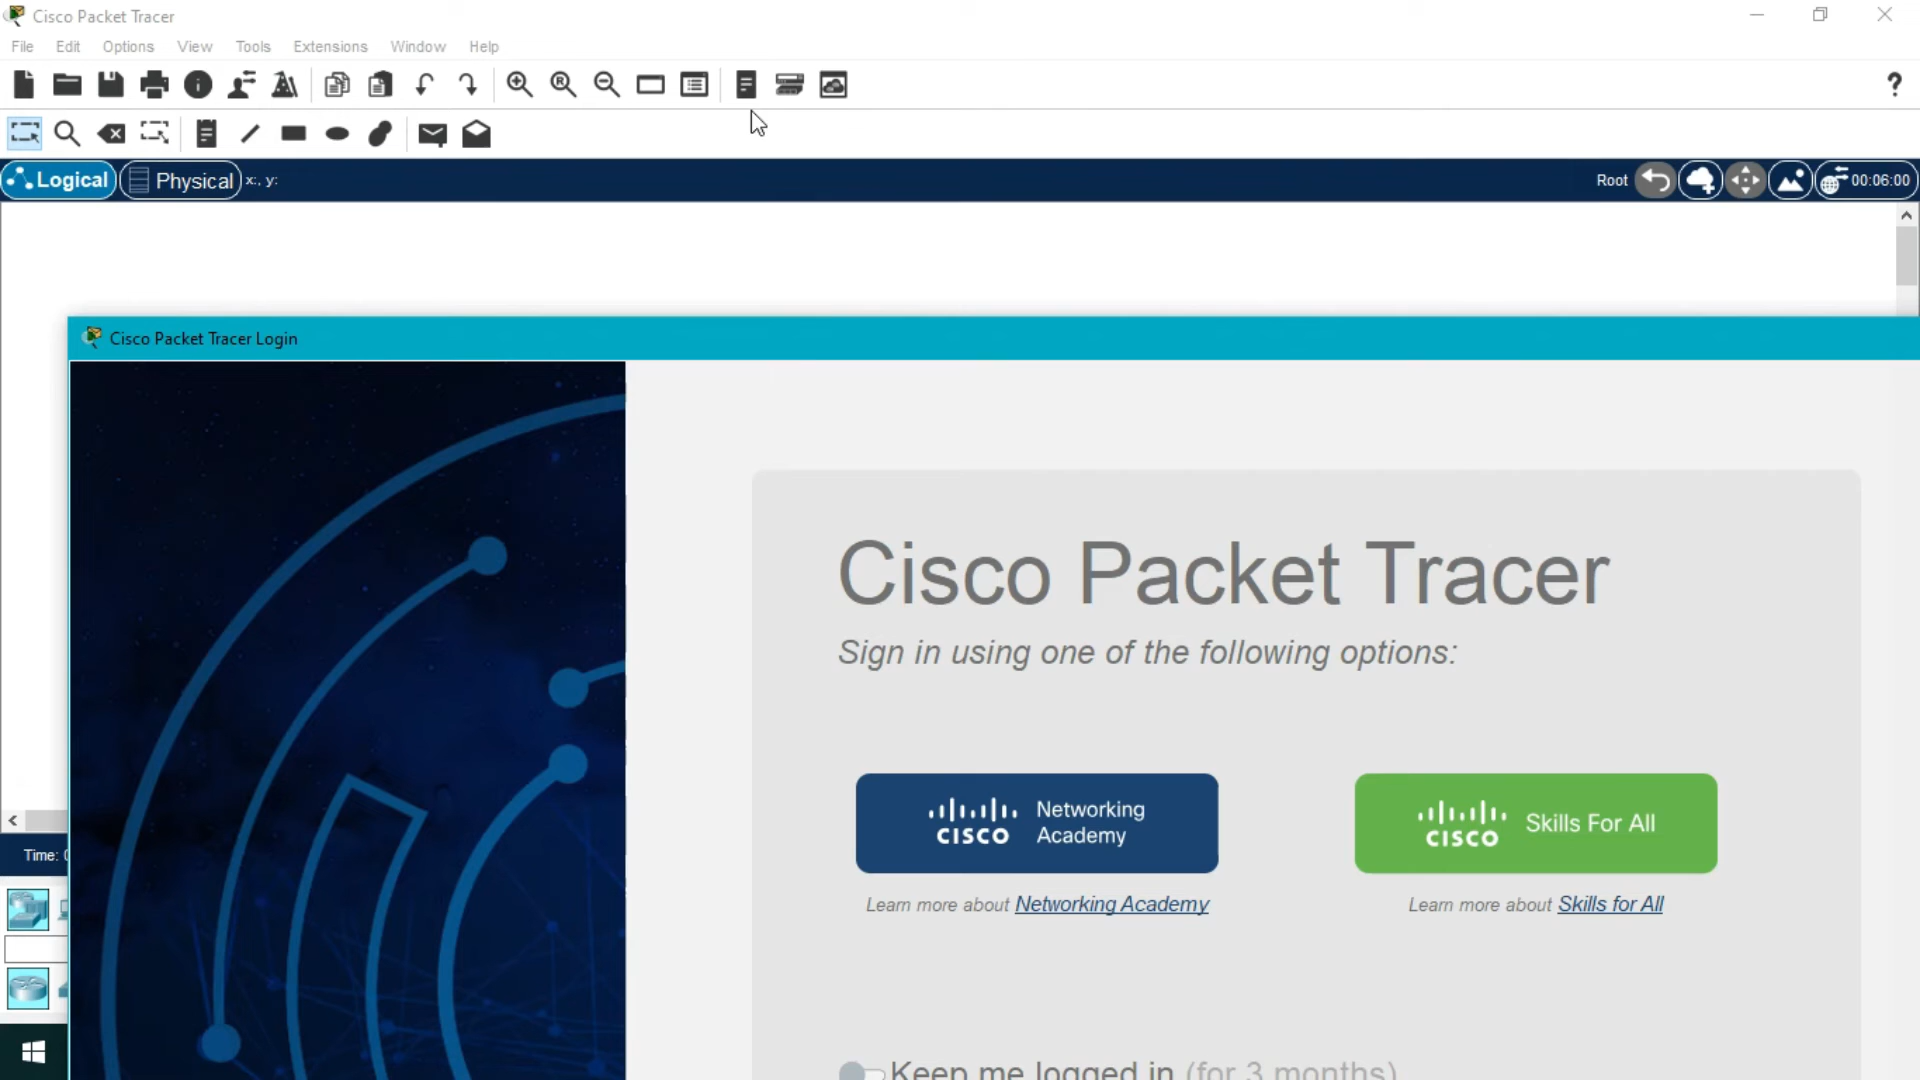 Cisco Packet Tracer
File Edit Options View Tools Extensions Window Help
?
Logical Physical x:, y: Root 00:06:00
Cisco Packet Tracer Login
Cisco Packet Tracer
Sign in using one of the following options:
CISCO Networking Academy
CISCO Skills For All
Learn more about Networking Academy
Learn more about Skills for All
Time:
Keep me logged in (for 3 months)